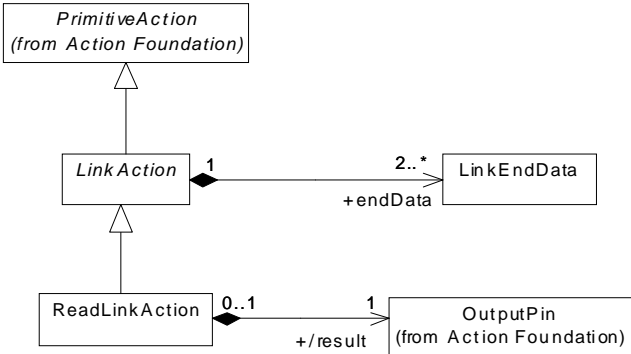 PrimitiveAction
(from Action Foundation)
LinkAction
1
2..*
LinkEndData
+endData
ReadLinkAction
0..1
1
OutputPin
(from Action Foundation)
+/result